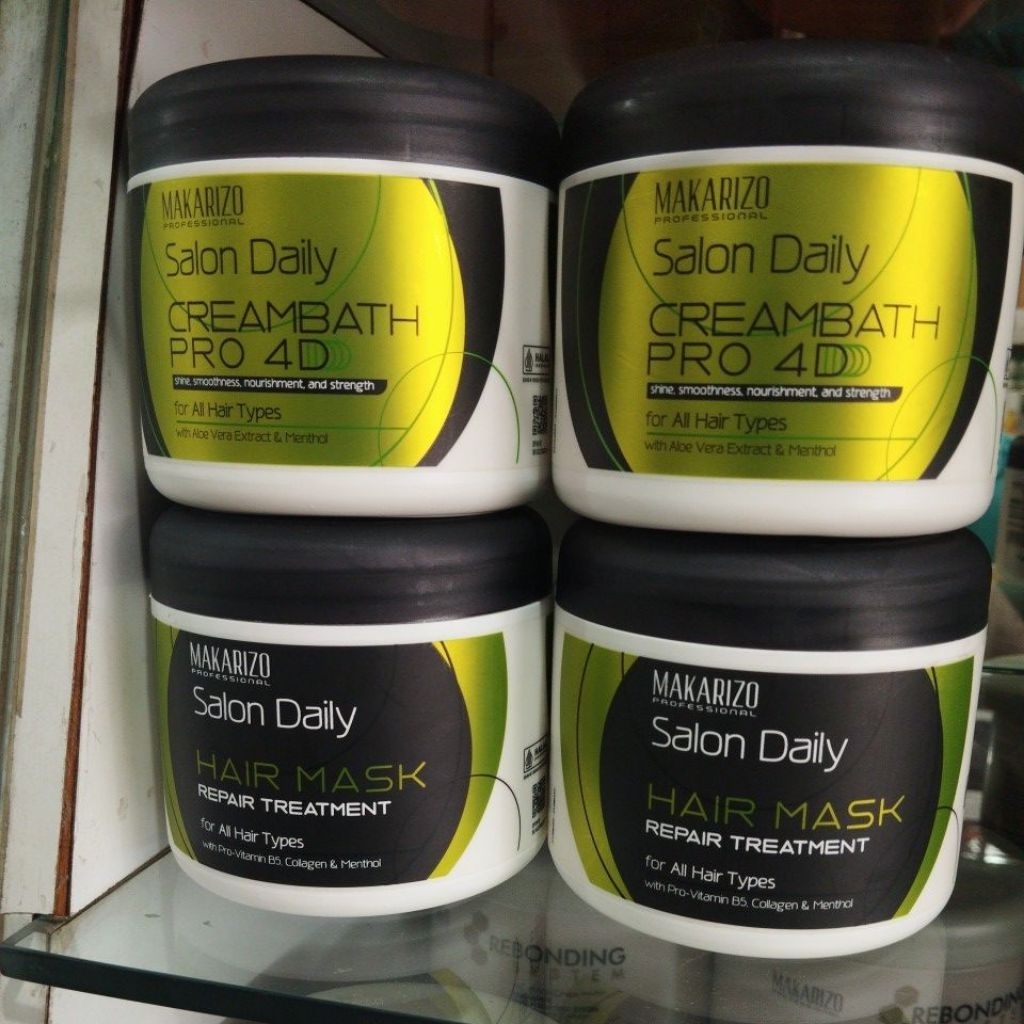 MAKARIZO
PROFESSIONAL
Salon Daily
CREAMBATH
PRO 4D
shine, smoothness, nourishment, and strength
for All Hair Types
with Aloe Vera Extract & Menthol
MAKARIZO
PROFESSIONAL
Salon Daily
CREAMBATH
PRO 4D
shine, smoothness, nourishment, and strength
for All Hair Types
with Aloe Vera Extract & Menthol
MAKARIZO
PROFESSIONAL
Salon Daily
HAIR MASK
REPAIR TREATMENT
for All Hair Types
with Pro-Vitamin B5, Collagen & Menthol
MAKARIZO
PROFESSIONAL
Salon Daily
HAIR MASK
REPAIR TREATMENT
for All Hair Types
with Pro-Vitamin B5, Collagen & Menthol
REBONDING
SYSTEM
MAKARIZO
REBONDING